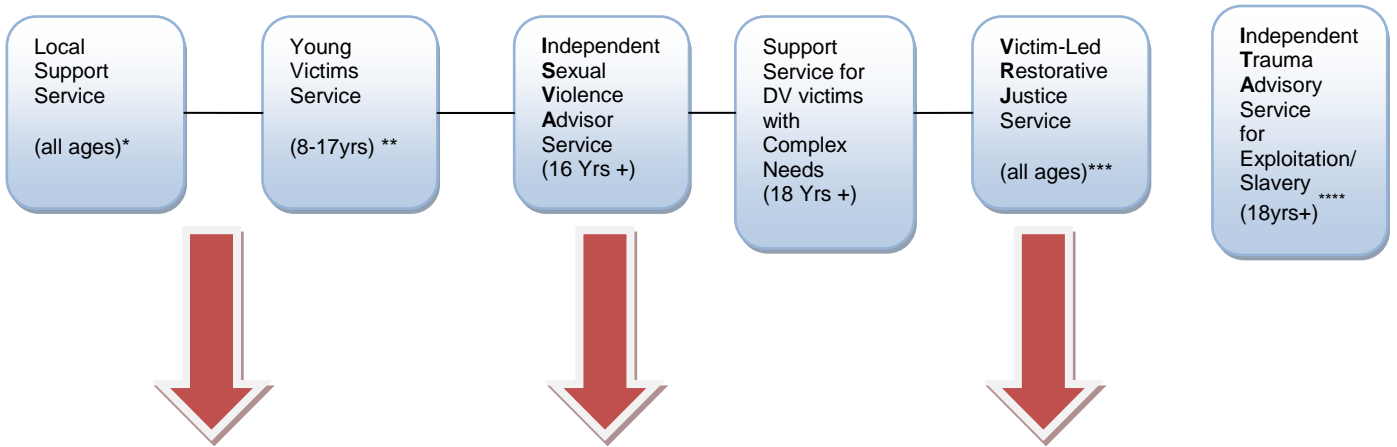 Local
Support
Service
(all ages)*
Young
Victims
Service
(8-17yrs) **
Independent
Sexual
Violence
Advisor
Service
(16 Yrs +)
Support
Service for
DV victims
with
Complex
Needs
(18 Yrs +)
Victim-Led
Restorative
Justice
Service
(all ages)***
Independent
Trauma
Advisory
Service
for
Exploitation/
Slavery
(18yrs+) ****